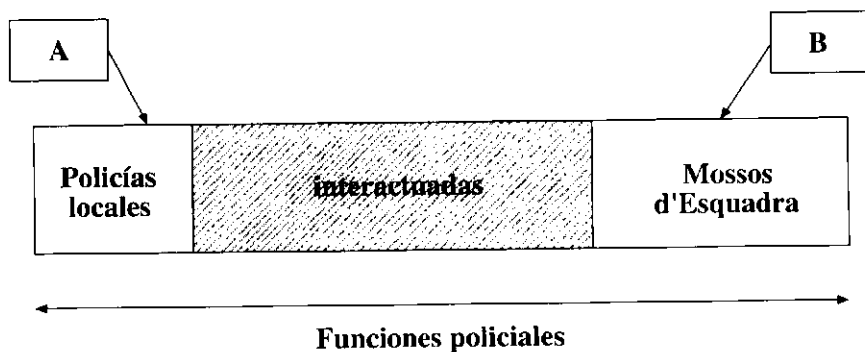 A
B
Policías
locales
interactuadas
Mossos
d'Esquadra
Funciones policiales